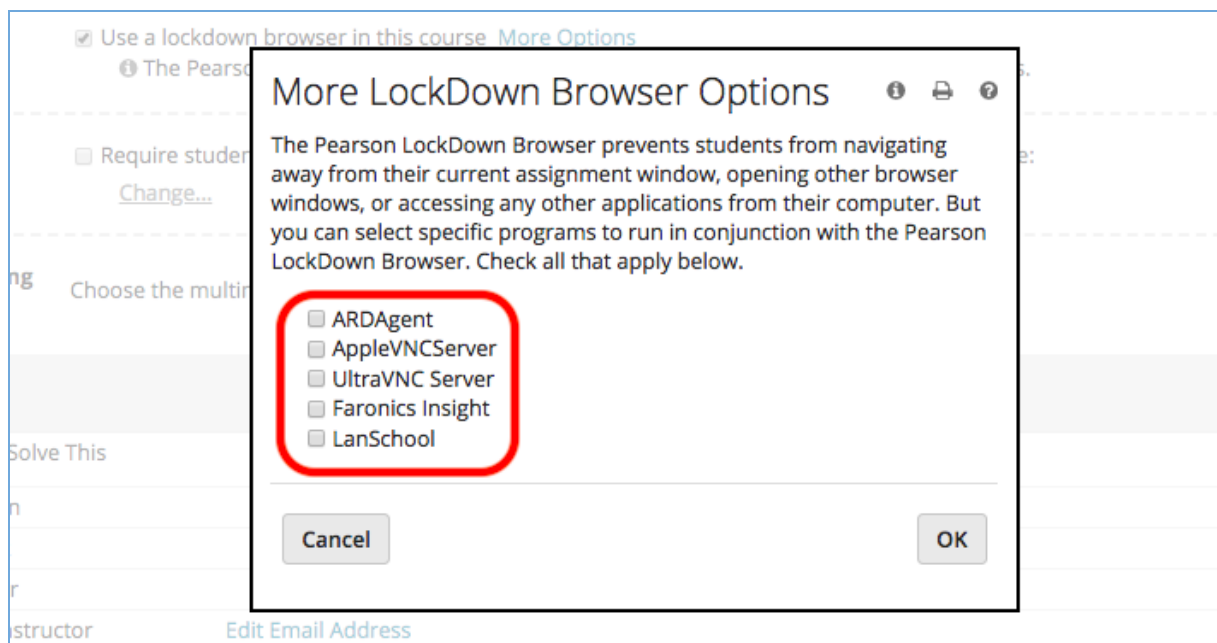 Use a lockdown browser in this course More Options
The Pearso
s.
More LockDown Browser Options
The Pearson LockDown Browser prevents students from navigating
away from their current assignment window, opening other browser
windows, or accessing any other applications from their computer. But
you can select specific programs to run in conjunction with the Pearson
LockDown Browser. Check all that apply below.
Require studen
e:
Change...
ng
Choose the multin
ARDAgent
AppleVNCServer
UltraVNC Server
Faronics Insight
LanSchool
Solve This
n
Cancel
OK
r
structor
Edit Email Address